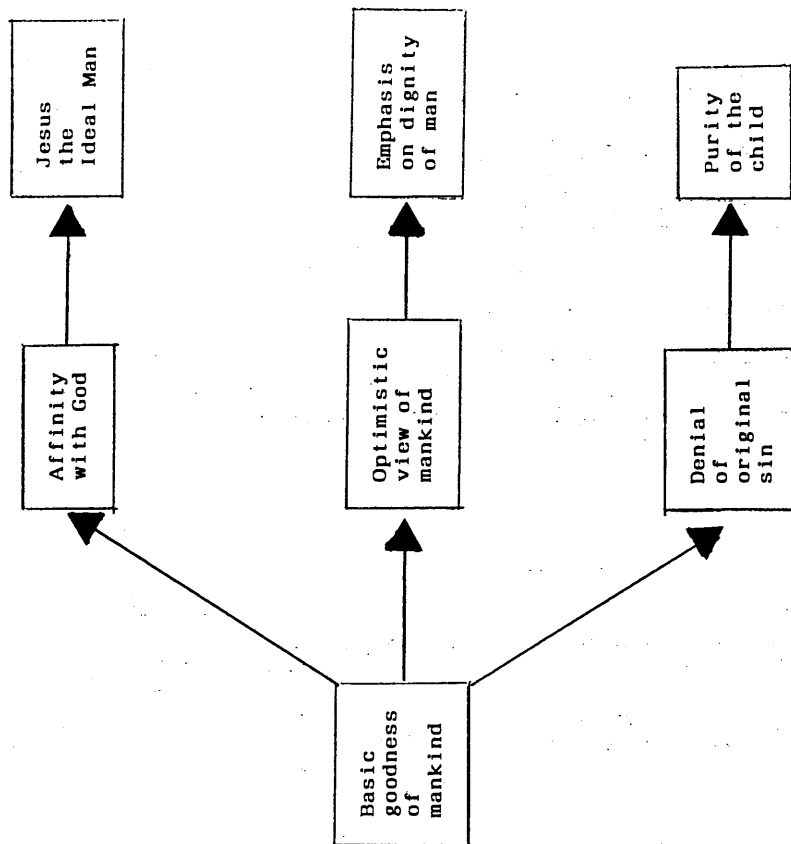 Basic
goodness
of
mankind
Affinity
with God
Optimistic
view of
mankind
Denial
of
original
sin
Jesus
the
Ideal Man
Emphasis
on dignity
of man
Purity
of the
child